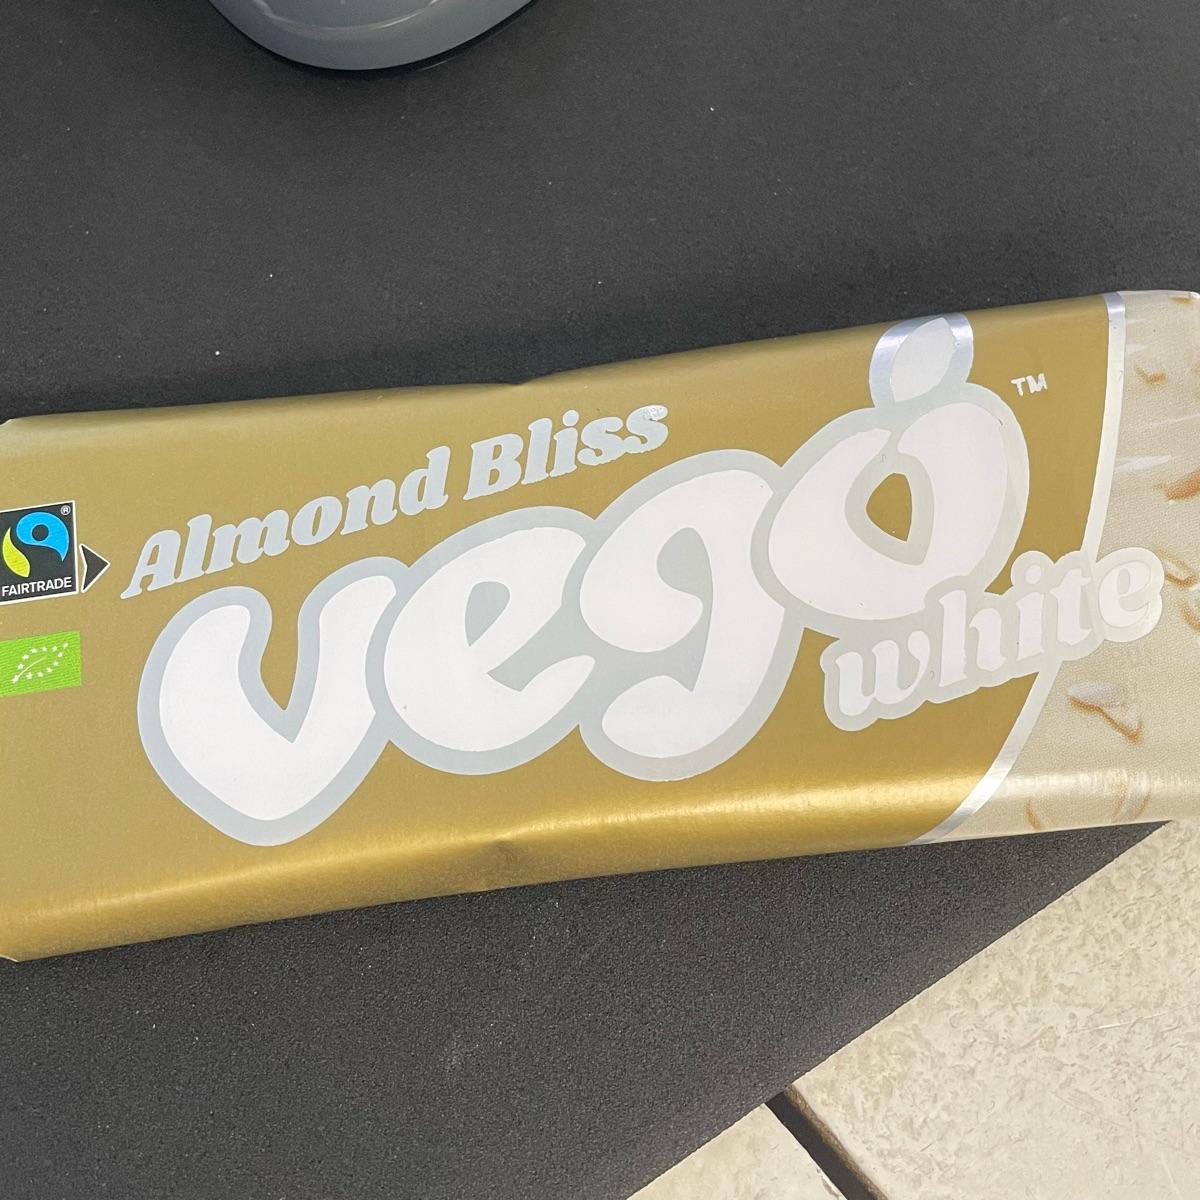 Almond Bliss
vego
™
white
®
FAIRTRADE